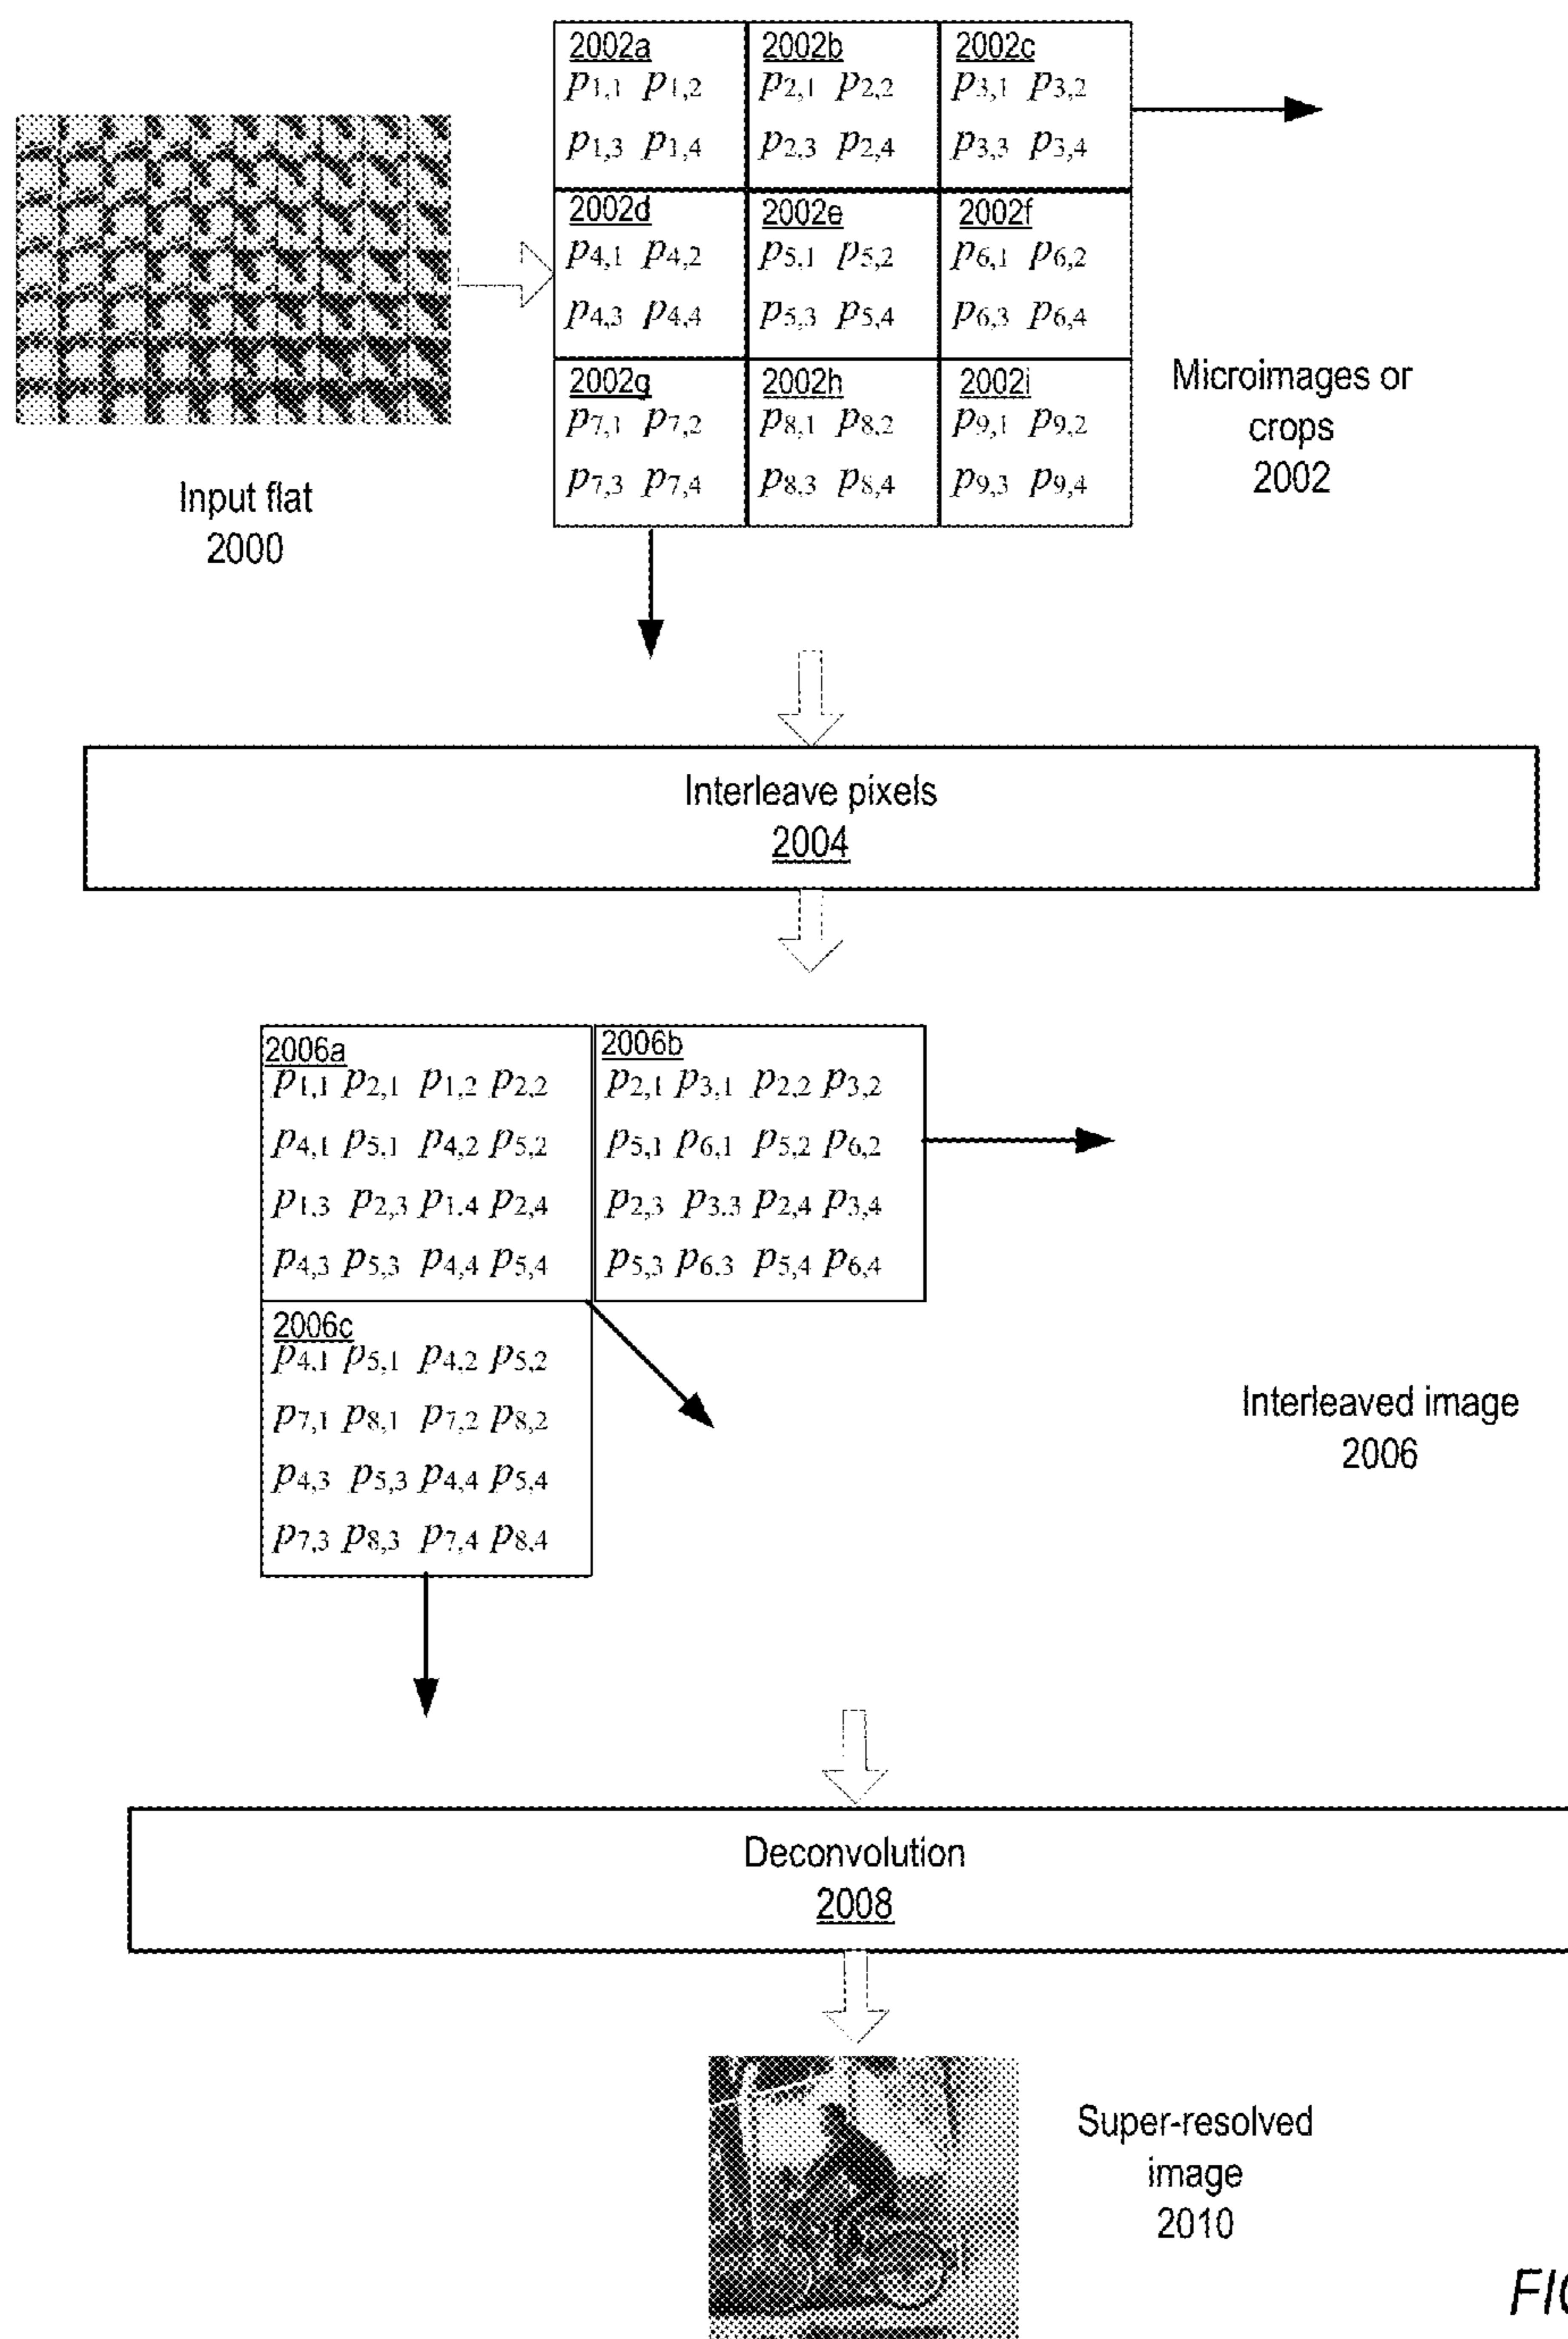 2002a 2002b 2002c
p1,1 p1,2 p2,1 p2,2 p3,1 p3,2
p1,3 p1,4 p2,3 p2,4 p3,3 p3,4
2002d 2002e 2002f
p4,1 p4,2 p5,1 p5,2 p6,1 p6,2
p4,3 p4,4 p5,3 p5,4 p6,3 p6,4
2002g 2002h 2002i
p7,1 p7,2 p8,1 p8,2 p9,1 p9,2
p7,3 p7,4 p8,3 p8,4 p9,3 p9,4
Microimages or
crops
2002
Input flat
2000
Interleave pixels
2004
2006a 2006b
p1,1 p2,1 p1,2 p2,2 p2,1 p3,1 p2,2 p3,2
p4,1 p5,1 p4,2 p5,2 p5,1 p6,1 p5,2 p6,2
p1,3 p2,3 p1.4 p2,4 p2,3 p3.3 p2,4 p3,4
p4,3 p5,3 p4,4 p5,4 p5,3 p6.3 p5,4 p6,4
2006c
p4,1 p5,1 p4,2 p5,2
p7,1 p8,1 p7,2 p8,2
p4,3 p5,3 p4,4 p5,4
p7,3 p8,3 p7,4 p8,4
Interleaved image
2006
Deconvolution
2008
Super-resolved
image
2010